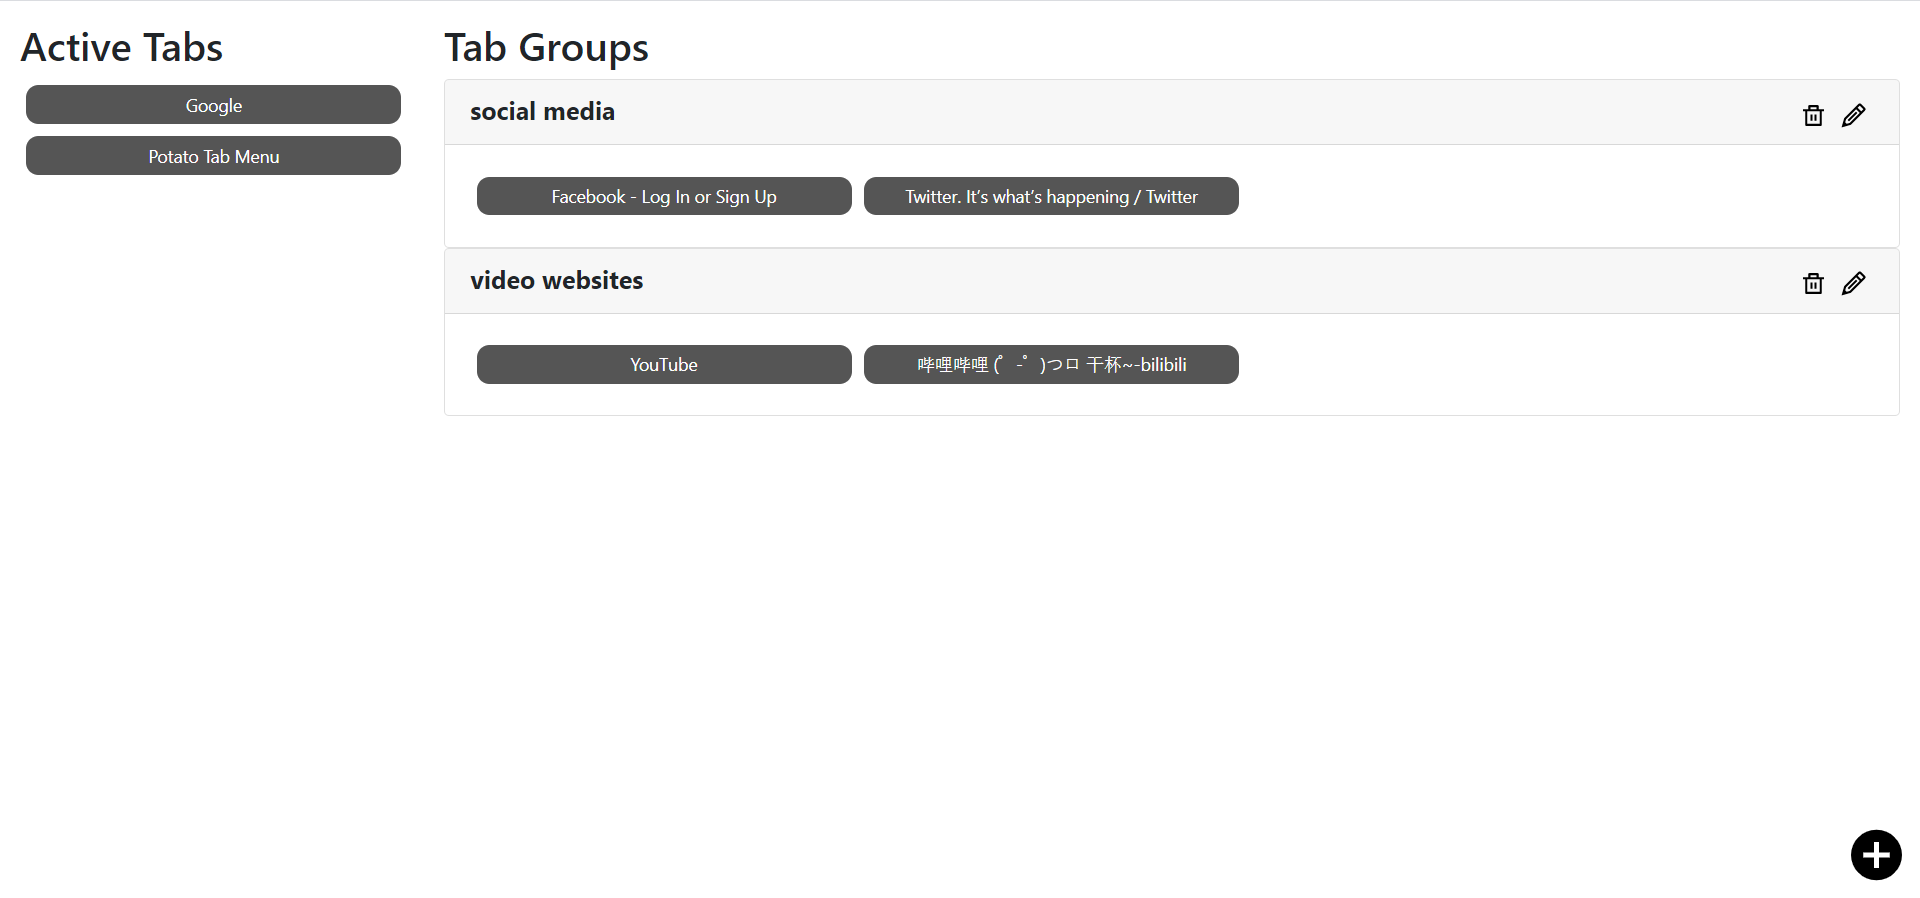 Active Tabs
Google
Potato Tab Menu
Tab Groups
social media
Facebook - Log In or Sign Up
Twitter. It’s what’s happening / Twitter
video websites
YouTube
哔哩哔哩 (゜-゜)つロ 干杯~-bilibili